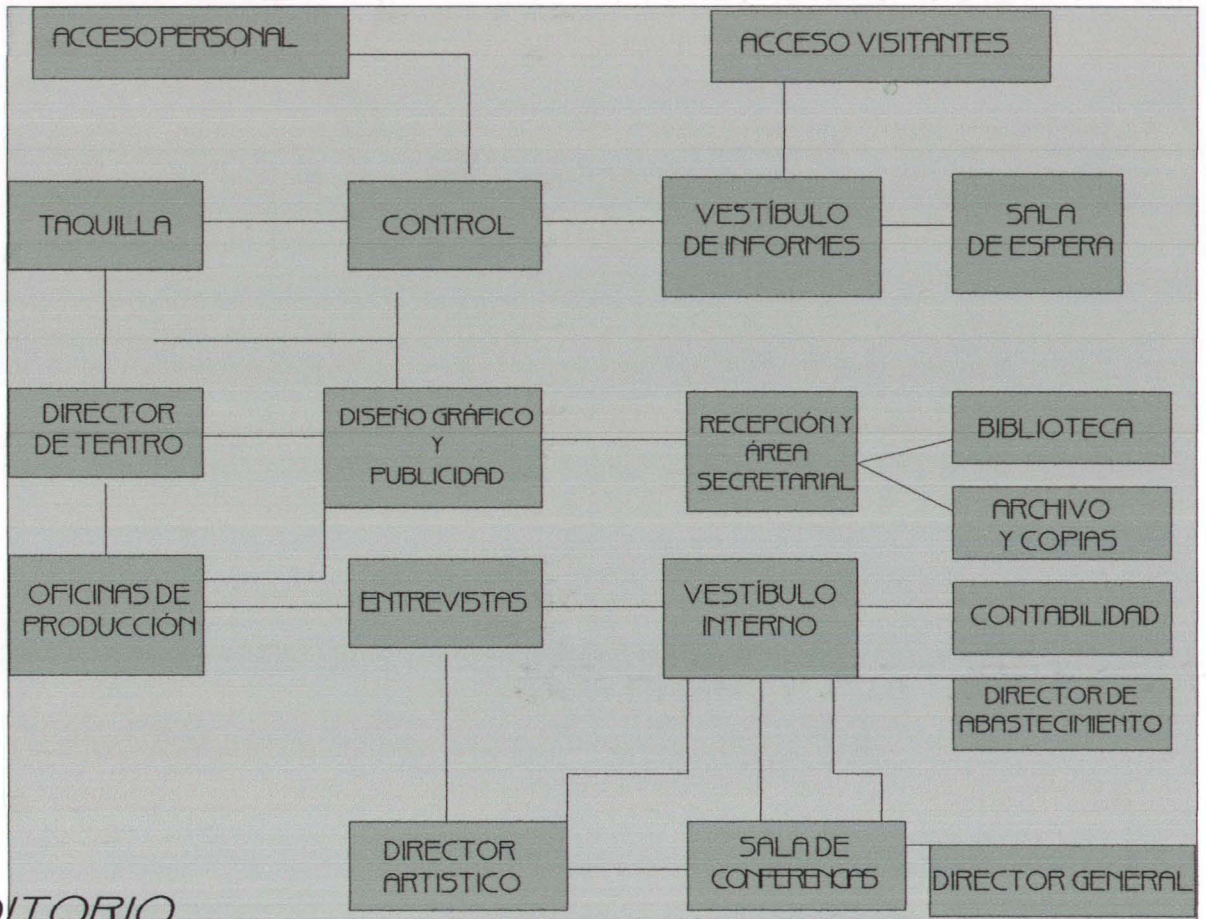 ACCESO PERSONAL
ACCESO VISITANTES
TAQUILLA
CONTROL
VESTÍBULO
DE INFORMES
SALA
DE ESPERA
DIRECTOR
DE TEATRO
DISEÑO GRÁFICO
Y
PUBLICIDAD
RECEPCIÓN Y
ÁREA
SECRETARIAL
BIBLIOTECA
ARCHIVO
Y COPIAS
OFICINAS DE
PRODUCCIÓN
ENTREVISTAS
VESTÍBULO
INTERNO
CONTABILIDAD
DIRECTOR DE
ABASTECIMIENTO
DIRECTOR
ARTISTICO
SALA DE
CONFERENCIAS
DIRECTOR GENERAL